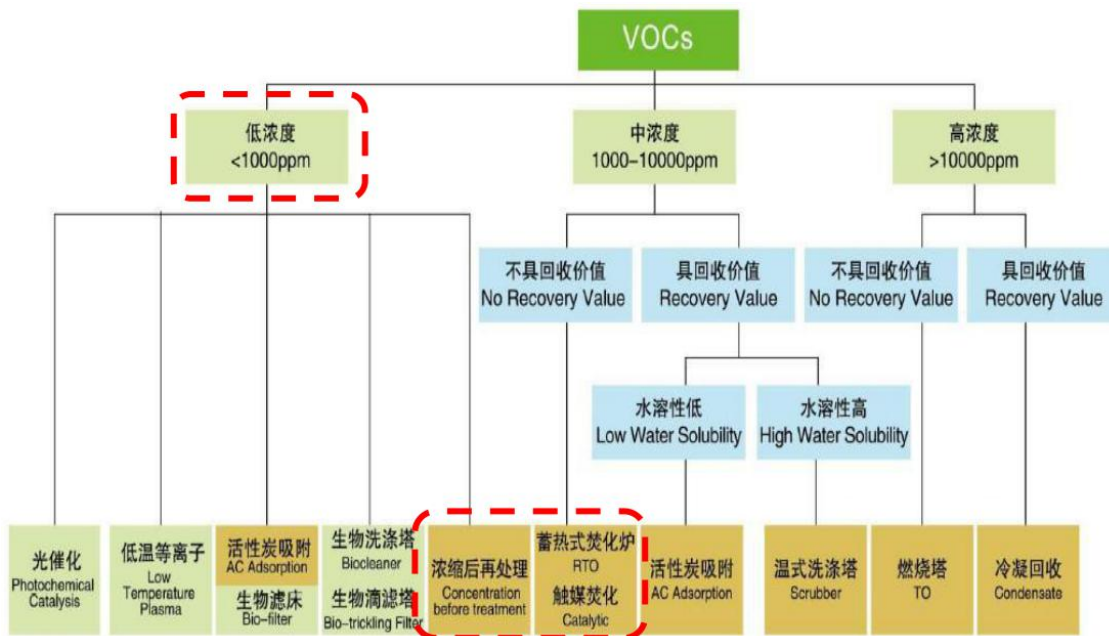 VOCs
低浓度
<1000ppm
中浓度
1000-10000ppm
高浓度
>10000ppm
不具回收价值
No Recovery Value
具回收价值
Recovery Value
不具回收价值
No Recovery Value
具回收价值
Recovery Value
水溶性低
Low Water Solubility
水溶性高
High Water Solubility
光催化
Photochemical
Catalysis
低温等离子
Low
Temperature
Plasma
活性炭吸附
AC Adsorption
生物滤床
Bio-filter
生物洗涤塔
Biocleaner
生物滴滤塔
Bio-trickling Filter
浓缩后再处理
Concentration
before treatment
蓄热式焚化炉
RTO
触媒焚化
Catalytic
活性炭吸附
AC Adsorption
温式洗涤塔
Scrubber
燃烧塔
TO
冷凝回收
Condensate